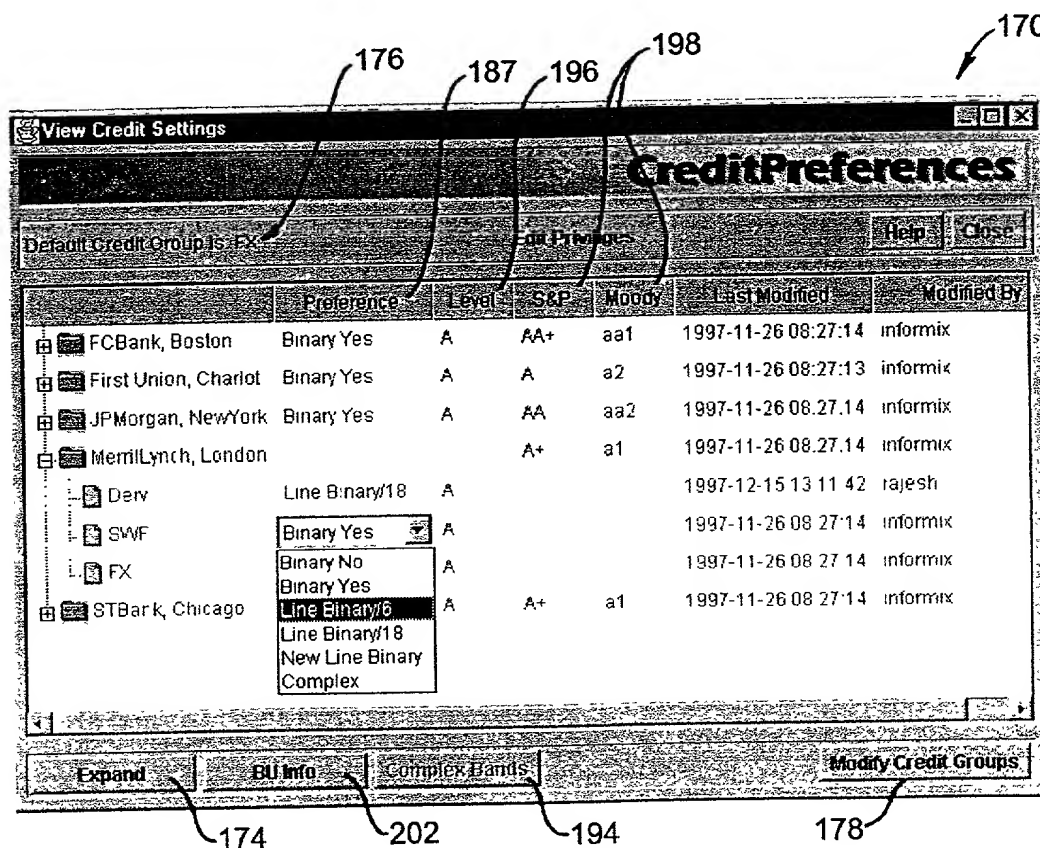 170
176 187 196 198
View Credit Settings
CreditPreferences
Default Credit Group Is: FX Edit Privileges Help Close
Preference Level S&P Moody Last Modified Modified By
FCBank, Boston Binary Yes A AA+ aa1 1997-11-26 08:27:14 informix
First Union, Charlot Binary Yes A A a2 1997-11-26 08:27:13 informix
JPMorgan, NewYork Binary Yes A AA aa2 1997-11-26 08:27:14 informix
MerrilLynch, London A+ a1 1997-11-26 08:27:14 informix
Derv Line Binary/18 A 1997-12-15 13 11 42 rajesh
SWF Binary Yes A 1997-11-26 08 27:14 informix
FX Binary No A 1997-11-26 08 27 14 informix
Binary Yes
STBank, Chicago Line Binary/6 A A+ a1 1997-11-26 08 27:14 informix
Line Binary/18
New Line Binary
Complex
Expand BU Info Complex Bands Modify Credit Groups
174 202 194 178